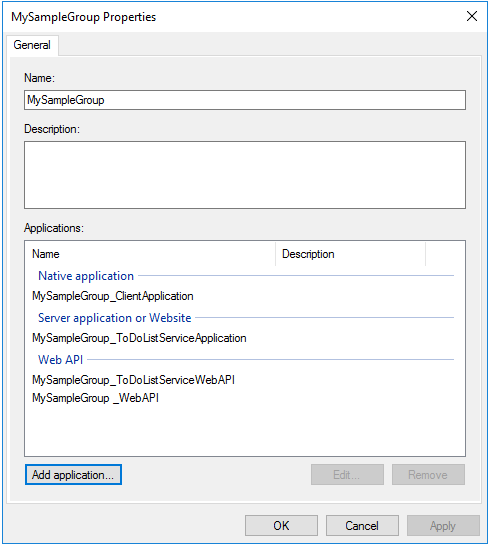 MySampleGroup Properties
General
Name:
MySampleGroup
Description:
Applications:
Name Description
Native application
MySampleGroup_ClientApplication
Server application or Website
MySampleGroup_ToDoListServiceApplication
Web API
MySampleGroup_ToDoListServiceWebAPI
MySampleGroup _WebAPI
Add application... Edit... Remove
OK Cancel Apply